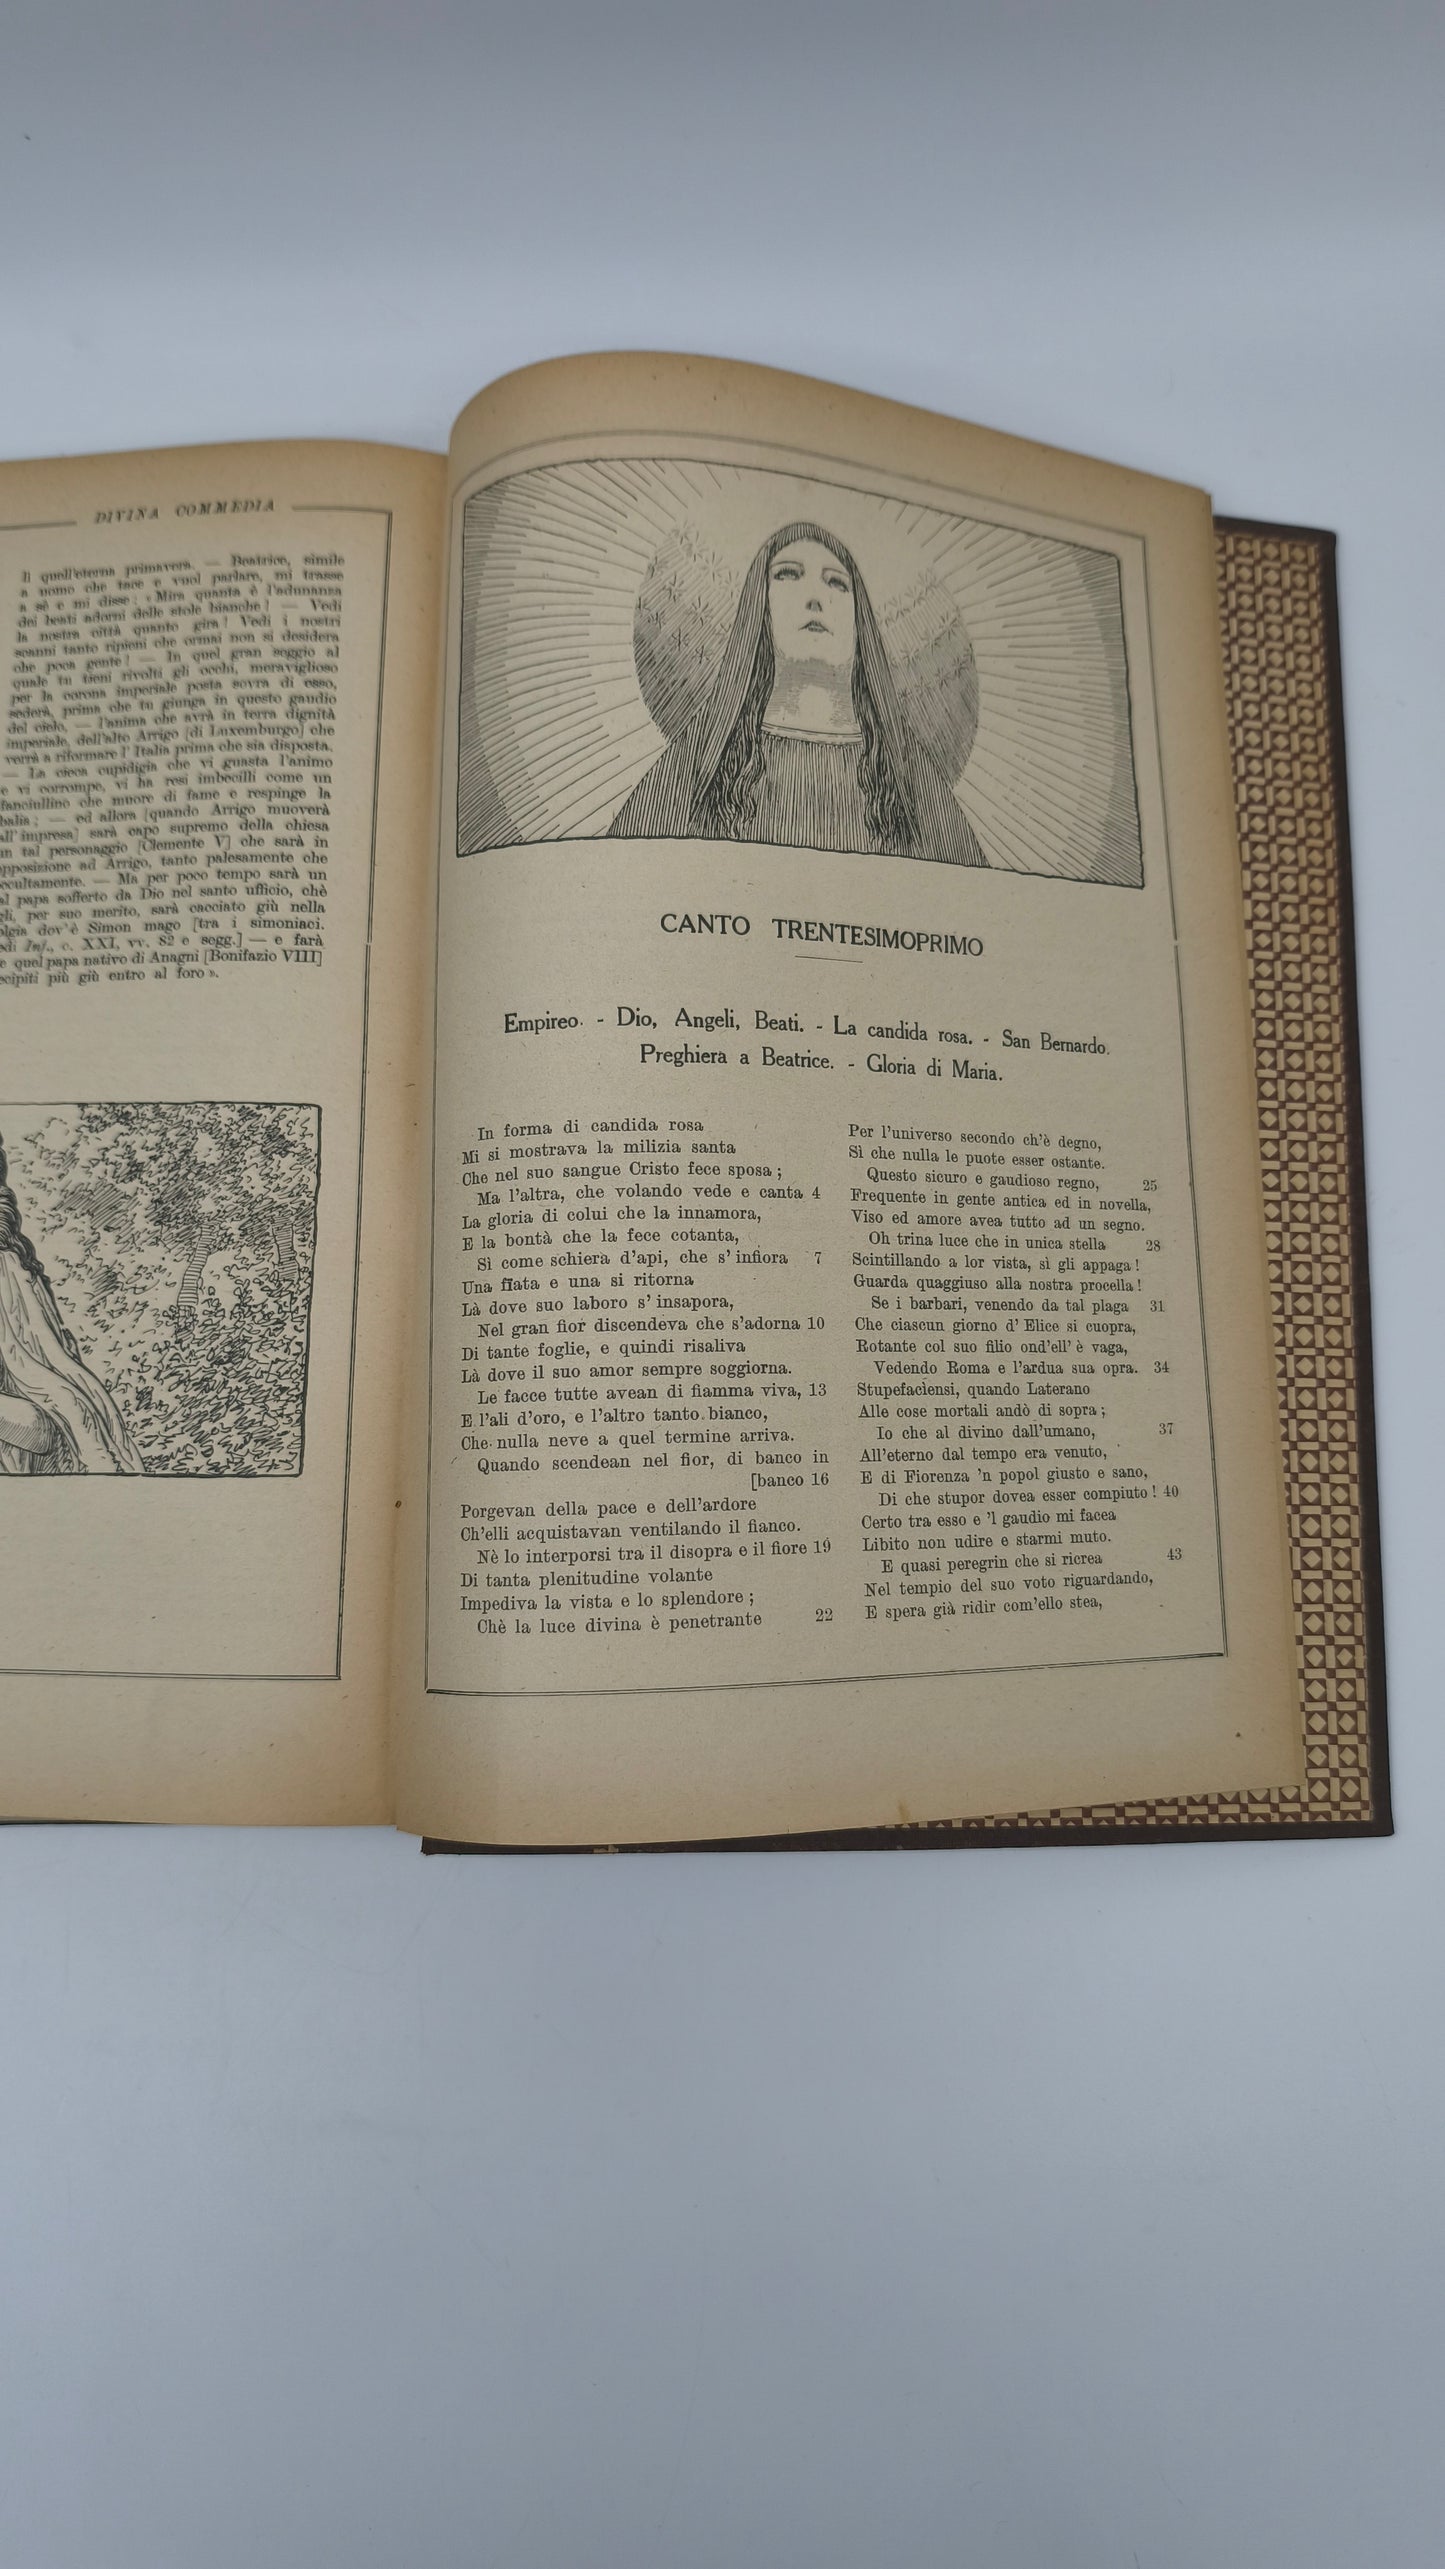 DIVINA COMMEDIA
quell'eterna primavera. — Beatrice, simile
a uomo che tace e vuol parlare, mi trasse
a sè e mi disse: «Mira quanta è l'adunanza
dei beati adorni delle stole bianche! — Vedi
la nostra città quanto gira! Vedi i nostri
scanni tanto ripieni che ormai non si desidera
che poca gente! — In quel gran seggio al
quale tu tieni rivolti gli occhi, meraviglioso
per la corona imperiale posta sovra di esso,
sederà, prima che tu giunga in questo gaudio
del cielo, — l'anima che avrà in terra dignità
imperiale, dell'alto Arrigo [di Luxemburgo] che
verrà a riformare l'Italia prima che sia disposta.
— La cieca cupidigia che vi guasta l'animo
e vi corrompe, vi ha resi imbecilli come un
fanciullino che muore di fame e respinge la
balia; — ed allora [quando Arrigo muoverà
all'impresa] sarà capo supremo della chiesa
un tal personaggio [Clemente V] che sarà in
opposizione ad Arrigo, tanto palesamente che
occultamente. — Ma per poco tempo sarà un
al papa sofferto da Dio nel santo ufficio, chè
gli, per suo merito, sarà cacciato giù nella
olgia dov'è Simon mago [tra i simoniaci.
edi Inf., c. XXI, vv. 82 e segg.] — e farà
e quel papa nativo di Anagni [Bonifazio VIII]
ecipiti più giù entro al foro».
CANTO TRENTESIMOPRIMO
Empireo. - Dio, Angeli, Beati. - La candida rosa. - San Bernardo.
Preghiera a Beatrice. - Gloria di Maria.
In forma di candida rosa
Mi si mostrava la milizia santa
Che nel suo sangue Cristo fece sposa;
Ma l'altra, che volando vede e canta 4
La gloria di colui che la innamora,
E la bontà che la fece cotanta,
Sì come schiera d'api, che s'infiora 7
Una fiata e una si ritorna
Là dove suo laboro s'insapora,
Nel gran fior discendeva che s'adorna 10
Di tante foglie, e quindi risaliva
Là dove il suo amor sempre soggiorna.
Le facce tutte avean di fiamma viva, 13
E l'ali d'oro, e l'altro tanto bianco,
Che nulla neve a quel termine arriva.
Quando scendean nel fior, di banco in
[banco 16
Porgevan della pace e dell'ardore
Ch'elli acquistavan ventilando il fianco.
Nè lo interporsi tra il disopra e il fiore 19
Di tanta plenitudine volante
Impediva la vista e lo splendore;
Chè la luce divina è penetrante 22
Per l'universo secondo ch'è degno,
Sì che nulla le puote esser ostante.
Questo sicuro e gaudioso regno, 25
Frequente in gente antica ed in novella,
Viso ed amore avea tutto ad un segno.
Oh trina luce che in unica stella 28
Scintillando a lor vista, sì gli appaga!
Guarda quaggiuso alla nostra procella!
Se i barbari, venendo da tal plaga 31
Che ciascun giorno d'Elice si cuopra,
Rotante col suo filio ond'ell'è vaga,
Vedendo Roma e l'ardua sua opra. 34
Stupefacìensi, quando Laterano
Alle cose mortali andò di sopra;
Io che al divino dall'umano, 37
All'eterno dal tempo era venuto,
E di Fiorenza 'n popol giusto e sano,
Di che stupor dovea esser compiuto! 40
Certo tra esso e 'l gaudio mi facea
Libito non udire e starmi muto.
E quasi peregrin che si ricrea 43
Nel tempio del suo voto riguardando,
E spera già ridir com'ello stea,